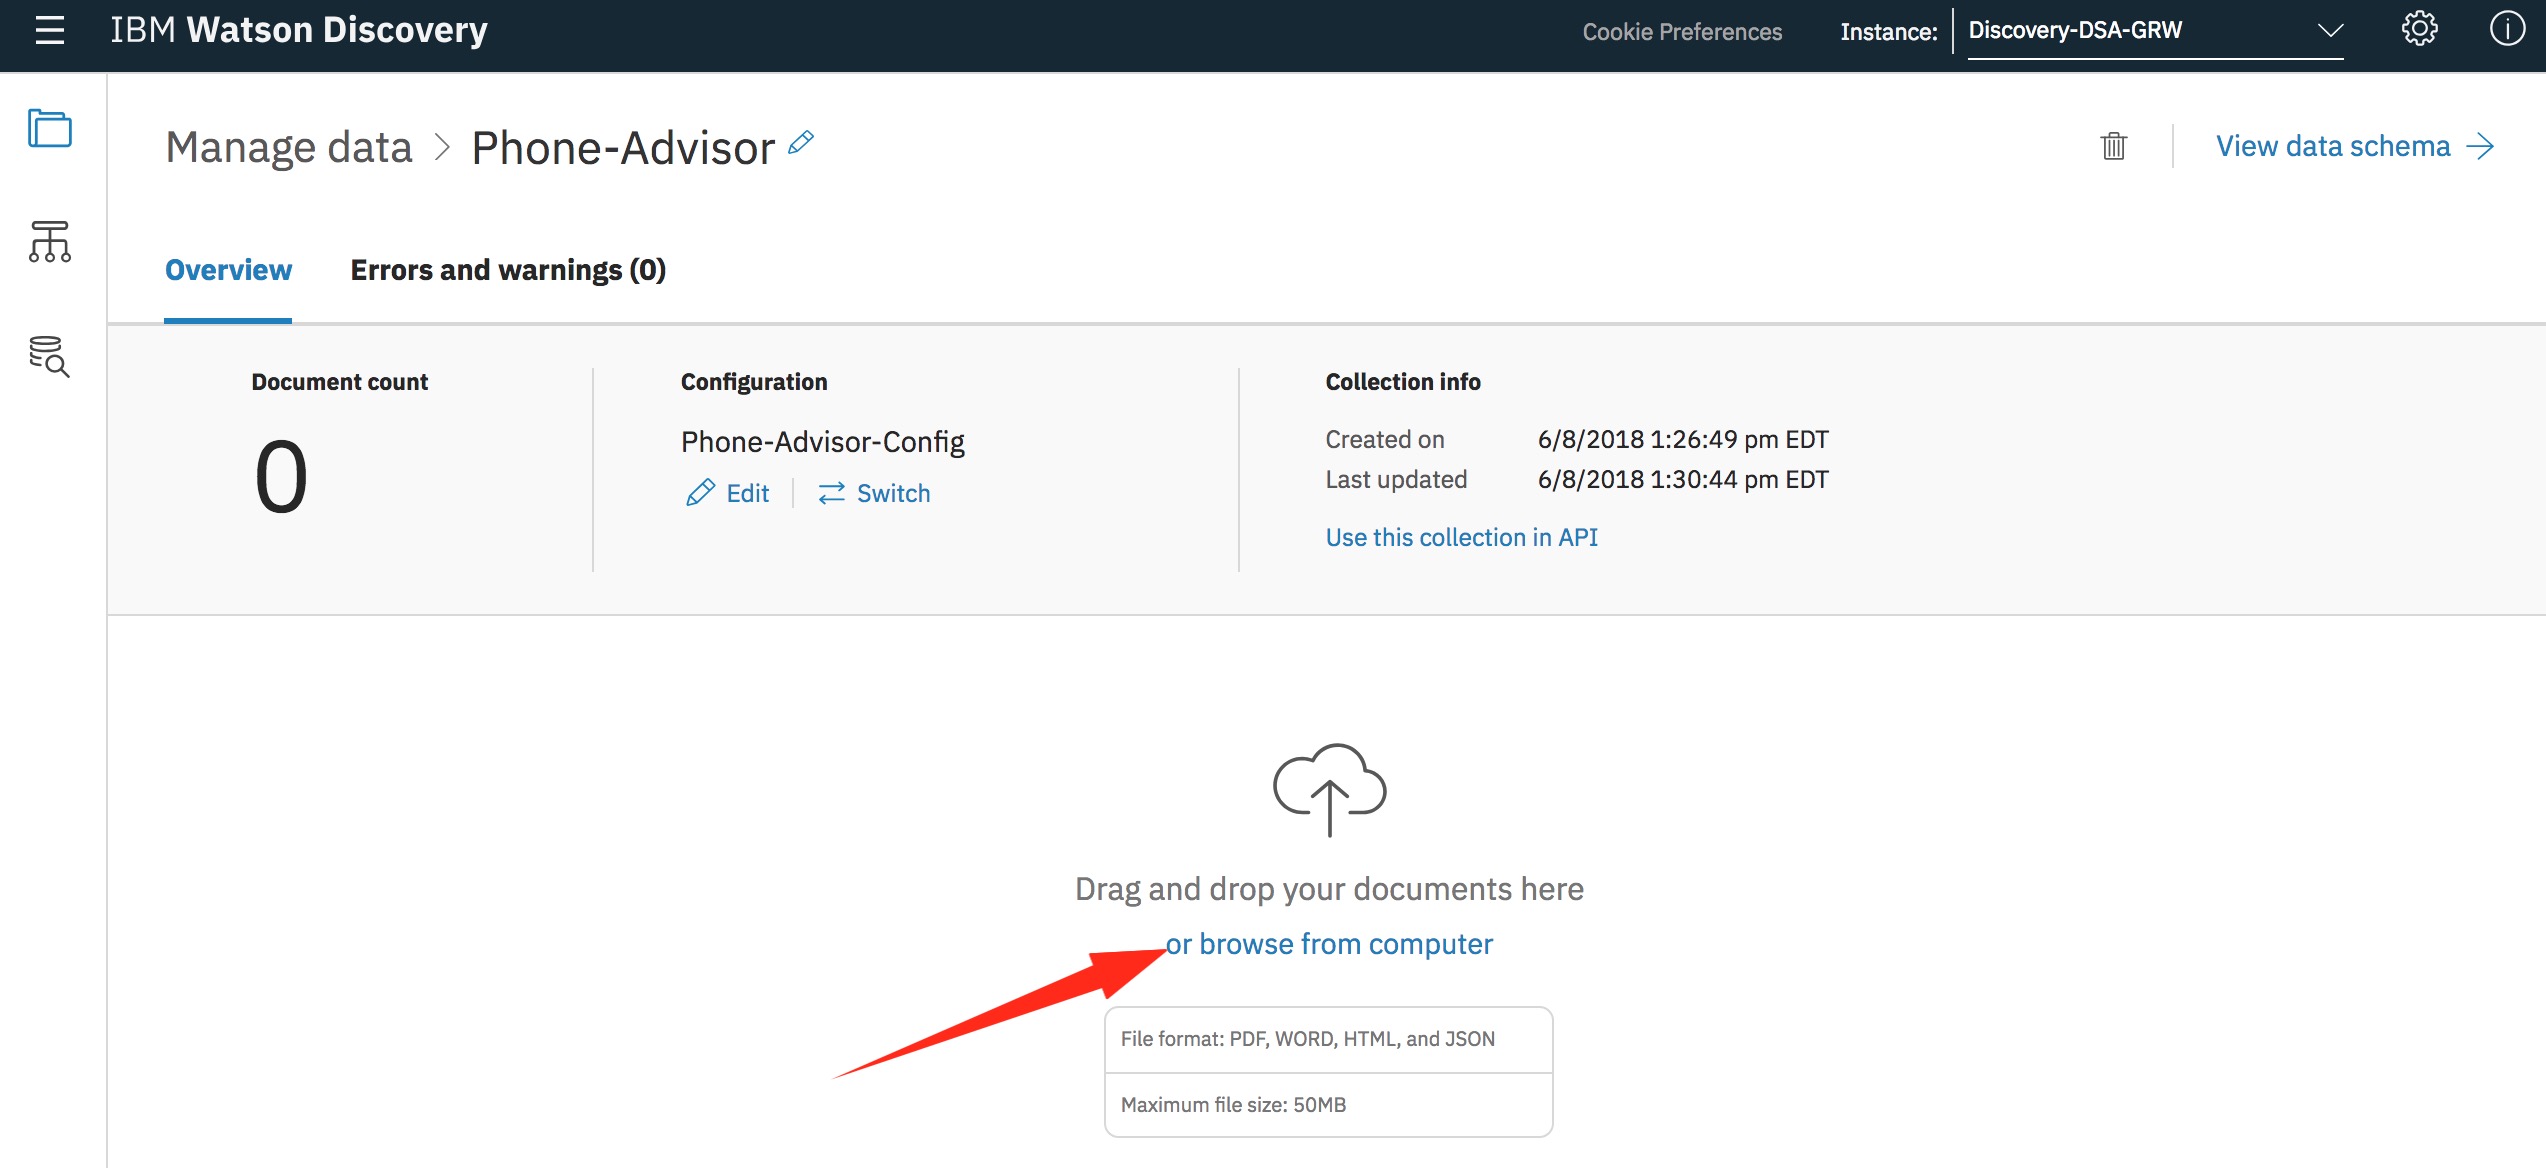 IBM Watson Discovery
Cookie Preferences
Instance:
Discovery-DSA-GRW
Manage data > Phone-Advisor
View data schema
Overview
Errors and warnings (0)
Document count
0
Configuration
Phone-Advisor-Config
Edit
Switch
Collection info
Created on 6/8/2018 1:26:49 pm EDT
Last updated 6/8/2018 1:30:44 pm EDT
Use this collection in API
Drag and drop your documents here
or browse from computer
File format: PDF, WORD, HTML, and JSON
Maximum file size: 50MB